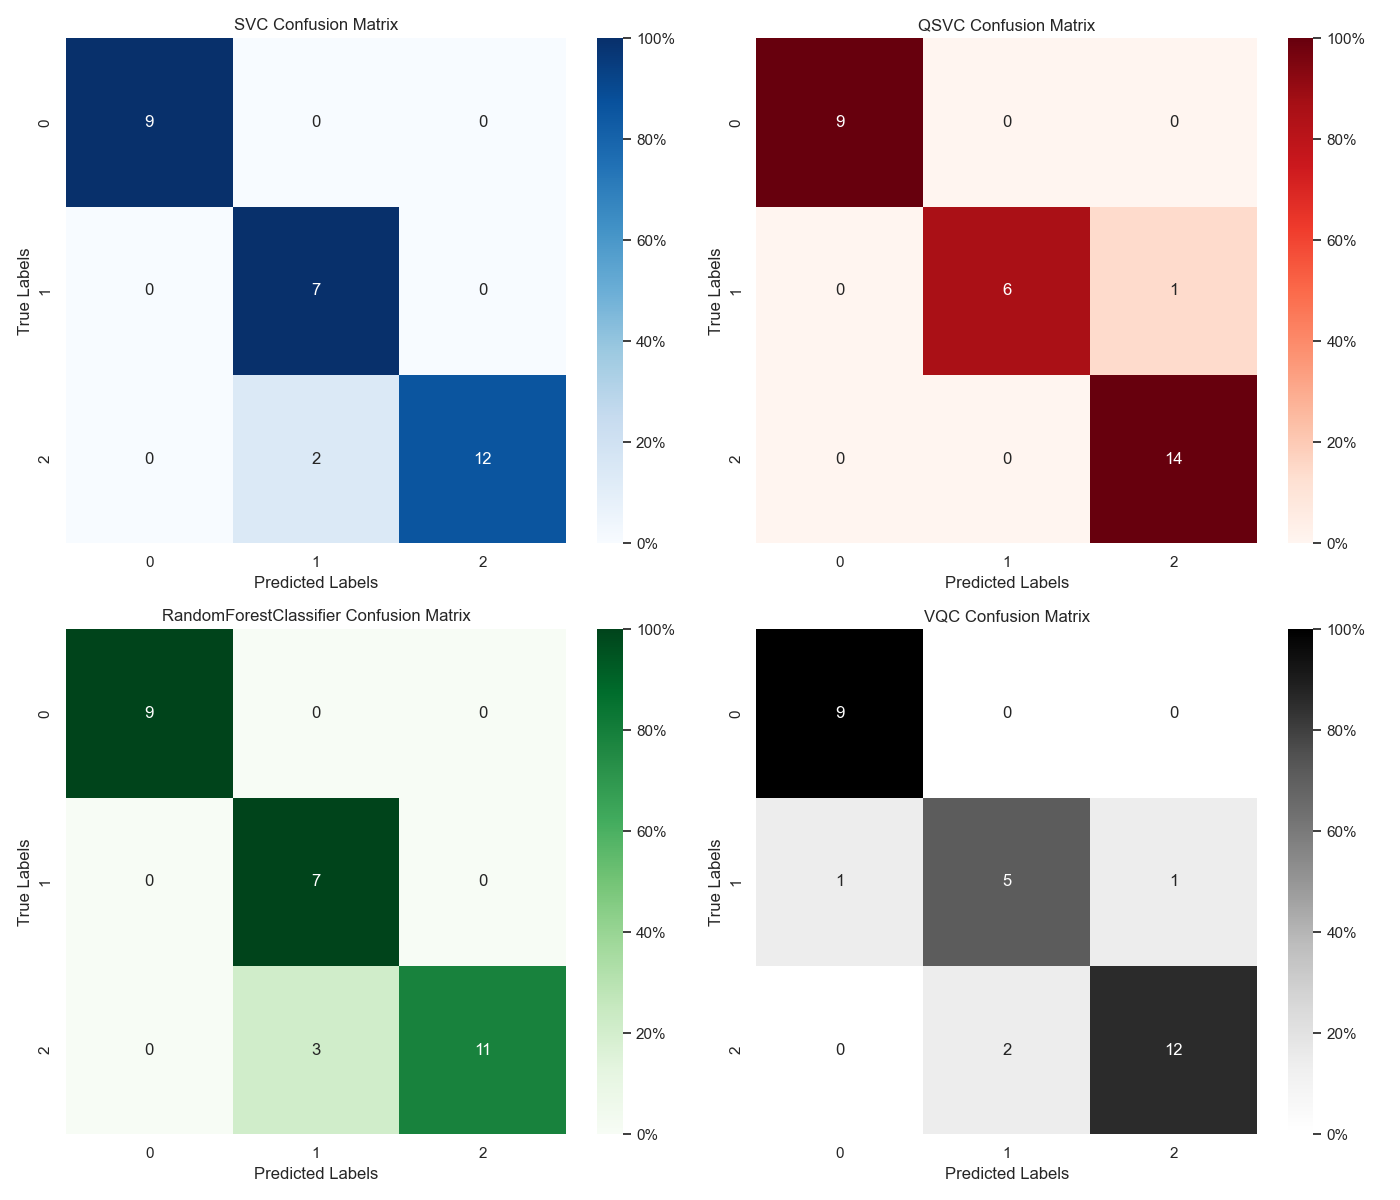 SVC Confusion Matrix
True Labels
0
1
2
9 0 0
0 7 0
0 2 12
0 1 2
Predicted Labels
100%
80%
60%
40%
20%
0%
QSVC Confusion Matrix
True Labels
0
1
2
9 0 0
0 6 1
0 0 14
0 1 2
Predicted Labels
100%
80%
60%
40%
20%
0%
RandomForestClassifier Confusion Matrix
True Labels
0
1
2
9 0 0
0 7 0
0 3 11
0 1 2
Predicted Labels
100%
80%
60%
40%
20%
0%
VQC Confusion Matrix
True Labels
0
1
2
9 0 0
1 5 1
0 2 12
0 1 2
Predicted Labels
100%
80%
60%
40%
20%
0%